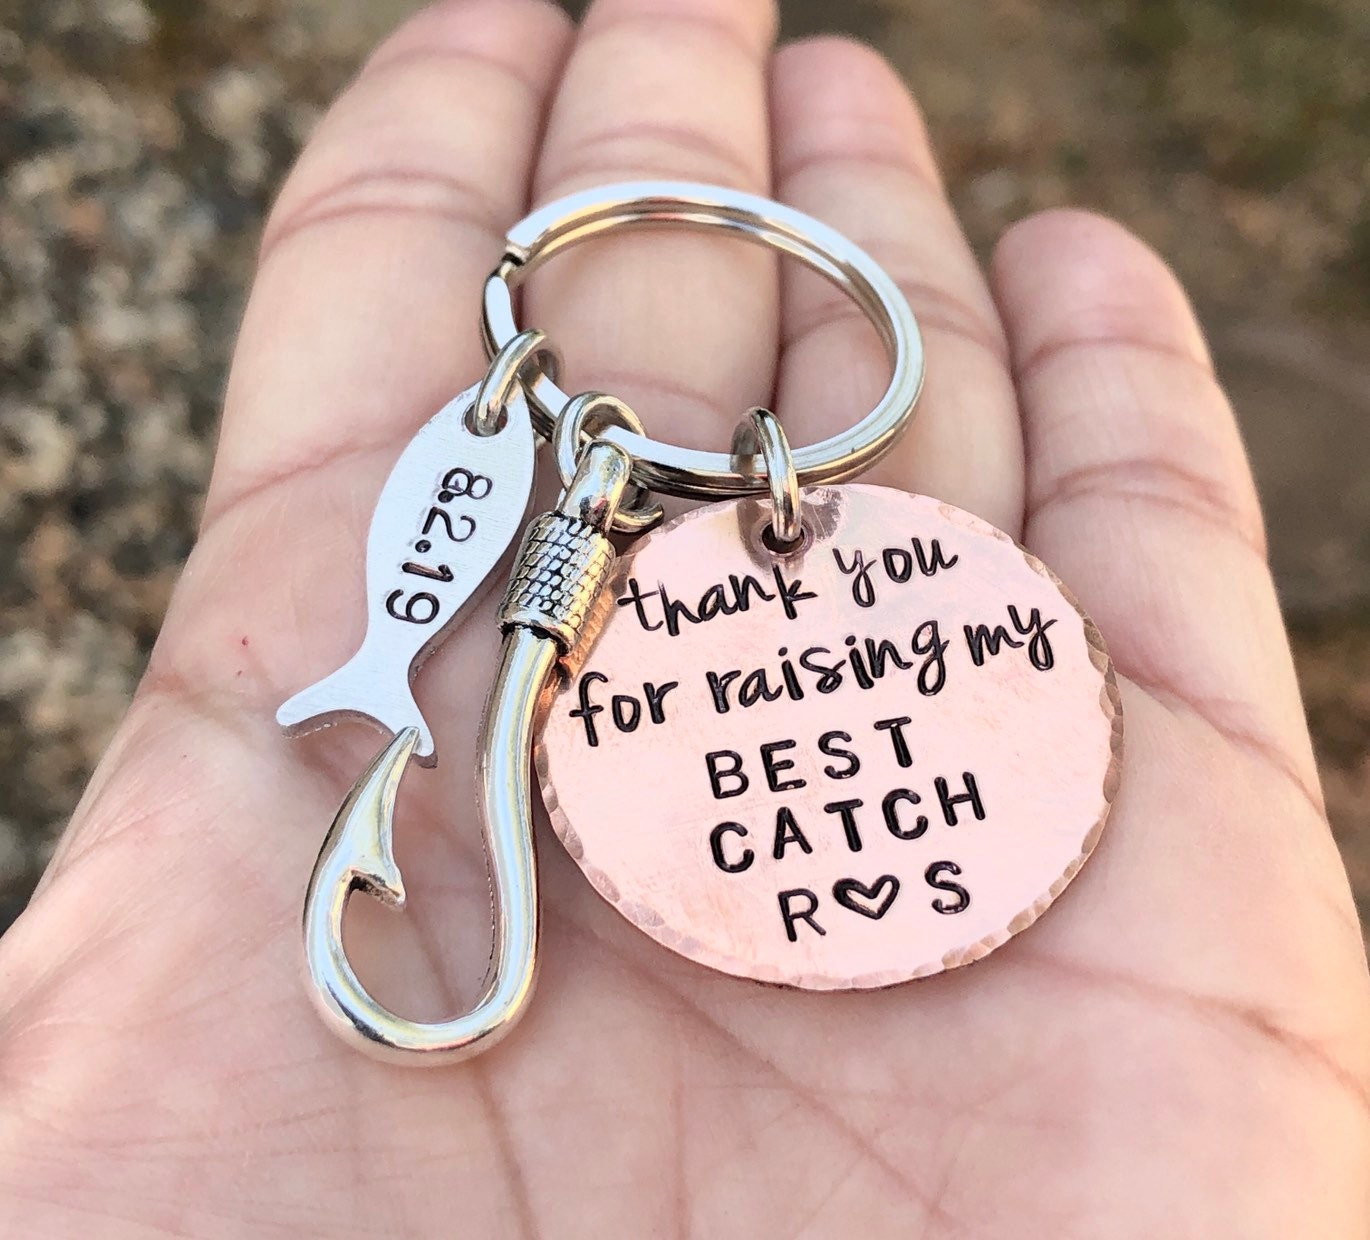 8.2.19
thank you
for raising my
BEST
CATCH
R♥S